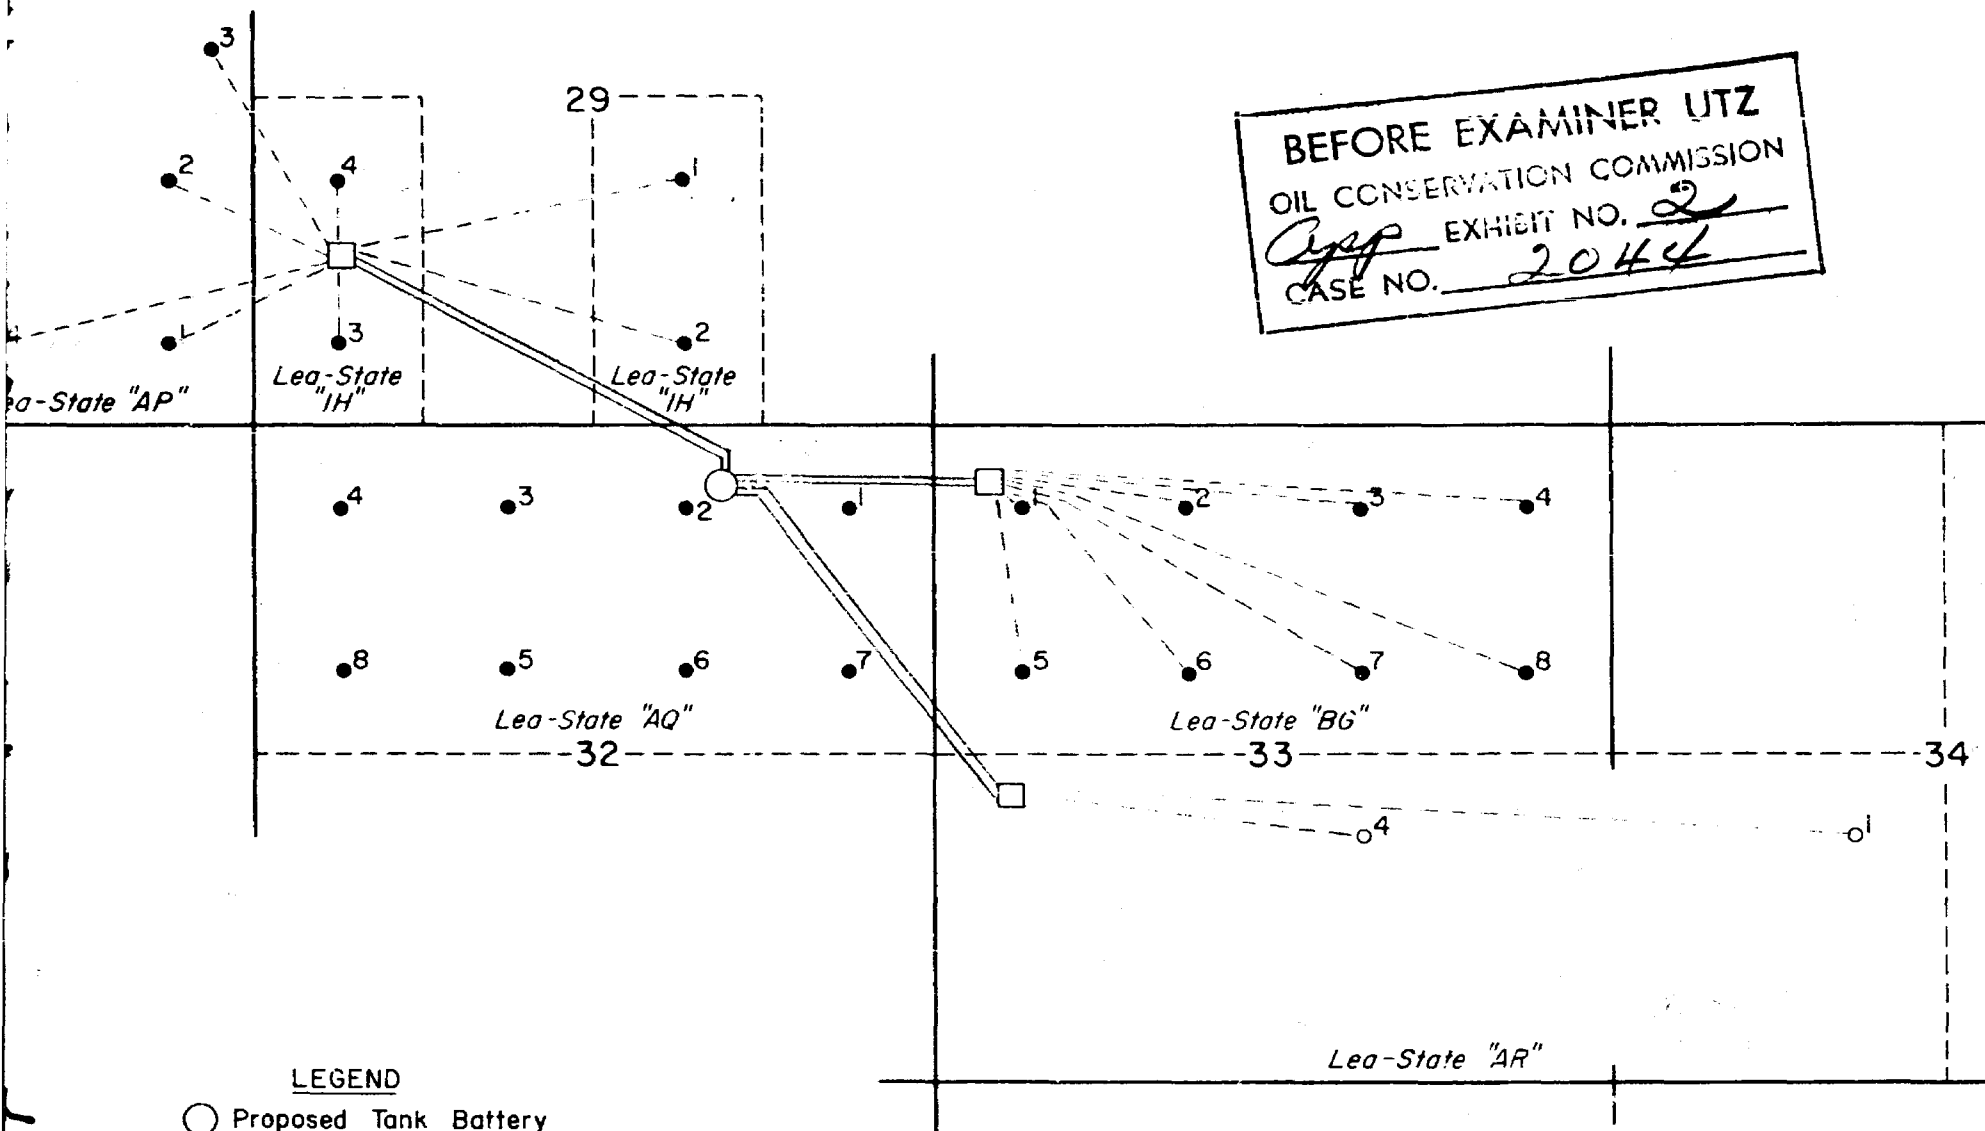 3
29
BEFORE EXAMINER UTZ
OIL CONSERVATION COMMISSION
App EXHIBIT NO. 2
CASE NO. 2044
2 4 1
1 3 2
Lea-State "IH"
Lea-State "IH"
ea-State "AP"
4 3 2 1 1 2 3 4
8 5 6 7 5 6 7 8
Lea-State "AQ" Lea-State "BG"
32 33 34
4 1
Lea-State "AR"
LEGEND
Proposed Tank Battery